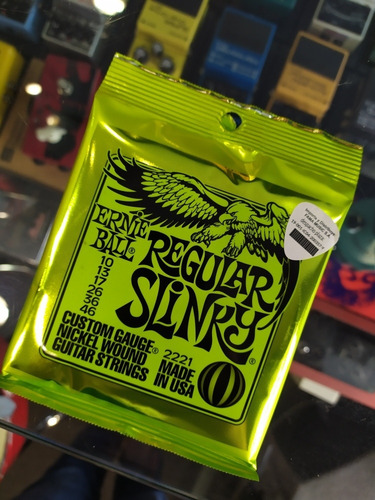 ERNIE
BALL®
REGULAR
SLINKY®
10
13
17
26
36
46
CUSTOM GAUGE®
NICKEL WOUND
GUITAR STRINGS
2221
MADE
IN USA